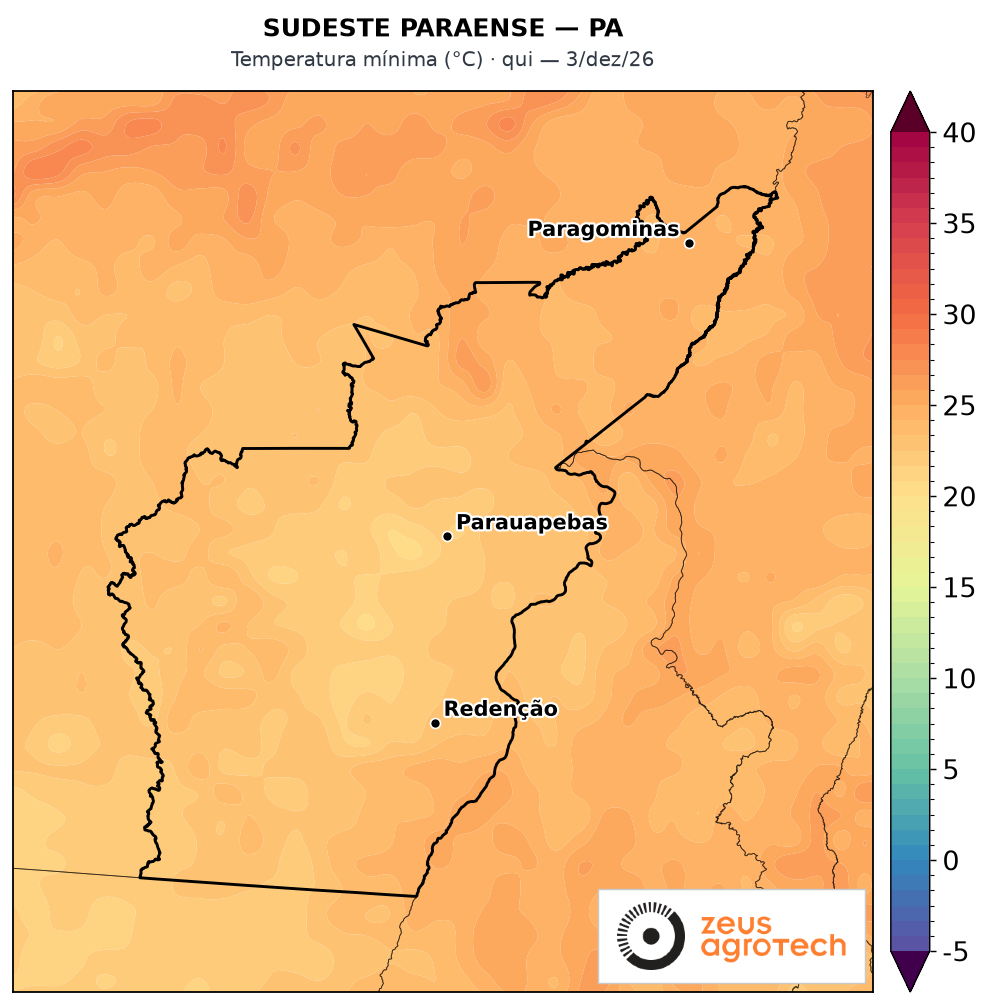 SUDESTE PARAENSE — PA
Temperatura mínima (°C) · qui — 3/dez/26
40
35
30
25
20
15
10
5
0
-5
Paragominas
Parauapebas
Redenção
zeus
agrotech